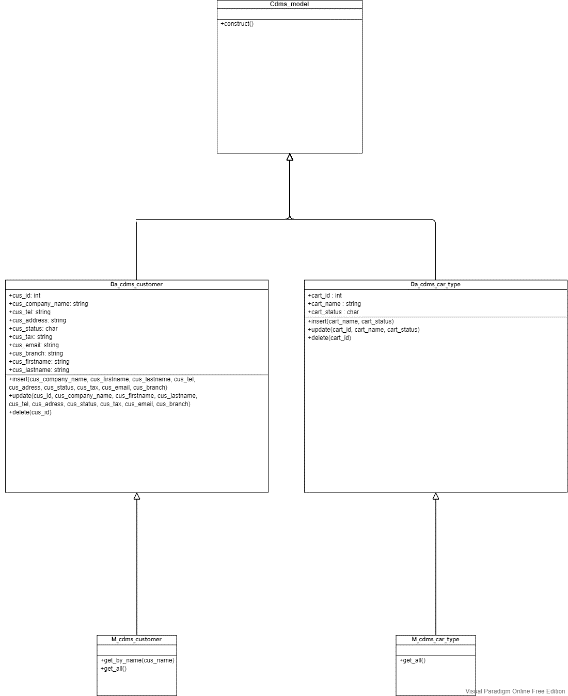 Cdms_model
+construct()
Da_cdms_customer
+cus_id: int
+cus_company_name: string
+cus_tel: string
+cus_address: string
+cus_status: char
+cus_tax: string
+cus_email: string
+cus_branch: string
+cus_firstname: string
+cus_lastname: string
+insert(cus_company_name, cus_firstname, cus_lastname, cus_tel,
cus_adress, cus_status, cus_tax, cus_email, cus_branch)
+update(cus_id, cus_company_name, cus_firstname, cus_lastname,
cus_tel, cus_adress, cus_status, cus_tax, cus_email, cus_branch)
+delete(cus_id)
Da_cdms_car_type
+cart_id : int
+cart_name : string
+cart_status : char
+insert(cart_name, cart_status)
+update(cart_id, cart_name, cart_status)
+delete(cart_id)
M_cdms_customer
+get_by_name(cus_name)
+get_all()
M_cdms_car_type
+get_all()
Visual Paradigm Online Free Edition